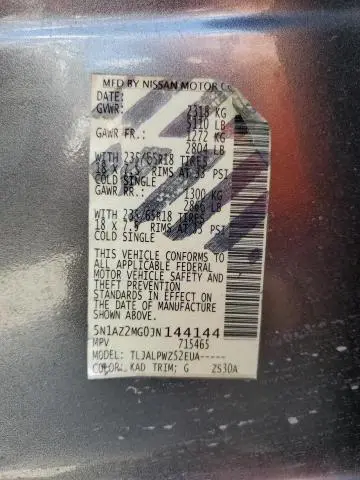 MFD BY NISSAN MOTOR CO
DATE:
GVWR: 2318 KG
5110 LB
GAWR FR.: 1272 KG
2804 LB
WITH 235/65R18 TIRES
18 X 7.5 RIMS AT 33 PSI
COLD SINGLE
GAWR RR.: 1300 KG
2866 LB
WITH 235/65R18 TIRES
18 X 7.5 RIMS AT 33 PSI
COLD SINGLE
THIS VEHICLE CONFORMS TO
ALL APPLICABLE FEDERAL
MOTOR VEHICLE SAFETY AND
THEFT PREVENTION
STANDARDS IN EFFECT ON
THE DATE OF MANUFACTURE
SHOWN ABOVE.
5N1AZ2MG0JN144144
MPV 715465
MODEL: TLJALPWZ52EUA-----
COLOR: KAD TRIM; G ZS30A